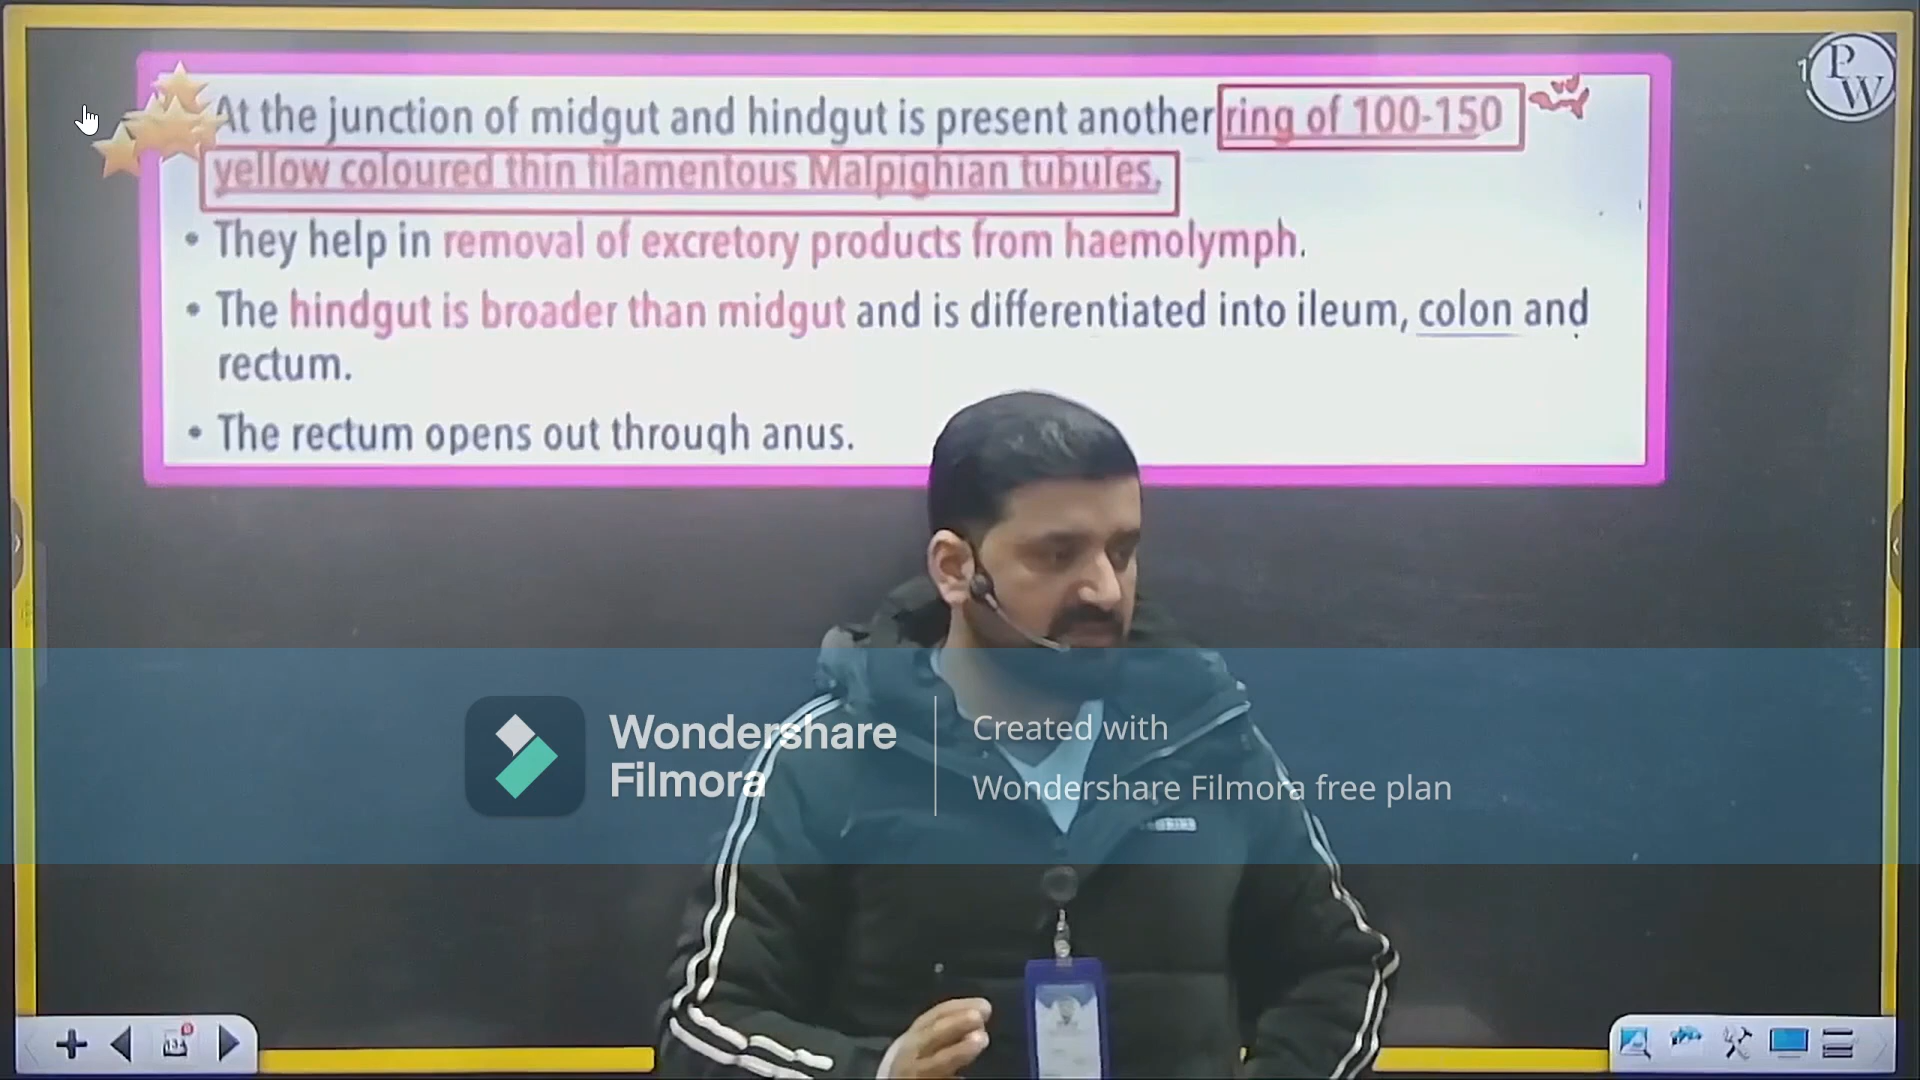 At the junction of midgut and hindgut is present another ring of 100-150
yellow coloured thin filamentous Malpighian tubules.
• They help in removal of excretory products from haemolymph.
• The hindgut is broader than midgut and is differentiated into ileum, colon and
rectum.
• The rectum opens out through anus.
PW
Wondershare
Filmora
Created with
Wondershare Filmora free plan
134